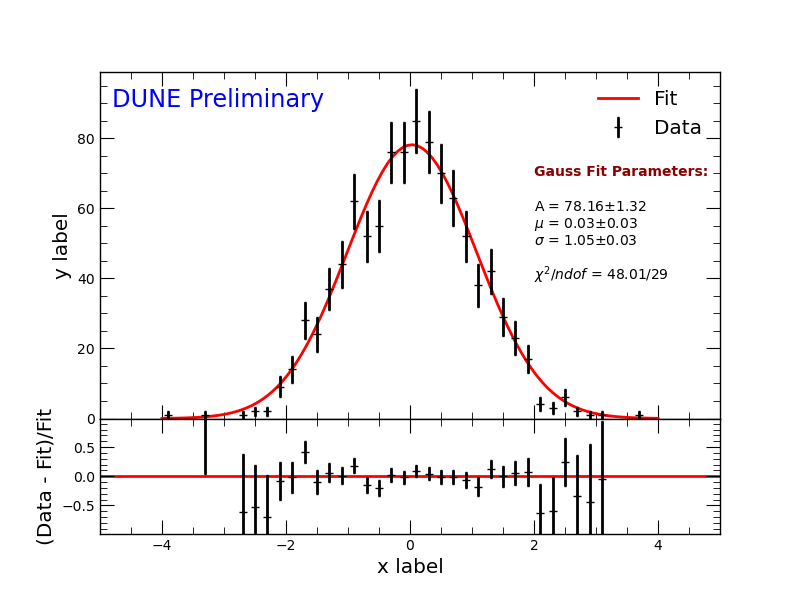 DUNE Preliminary
Fit
Data
Gauss Fit Parameters:
A = 78.16±1.32
μ = 0.03±0.03
σ = 1.05±0.03
χ²/ndof = 48.01/29
y label
80
60
40
20
0
(Data - Fit)/Fit
0.5
0.0
−0.5
−4 −2 0 2 4
x label